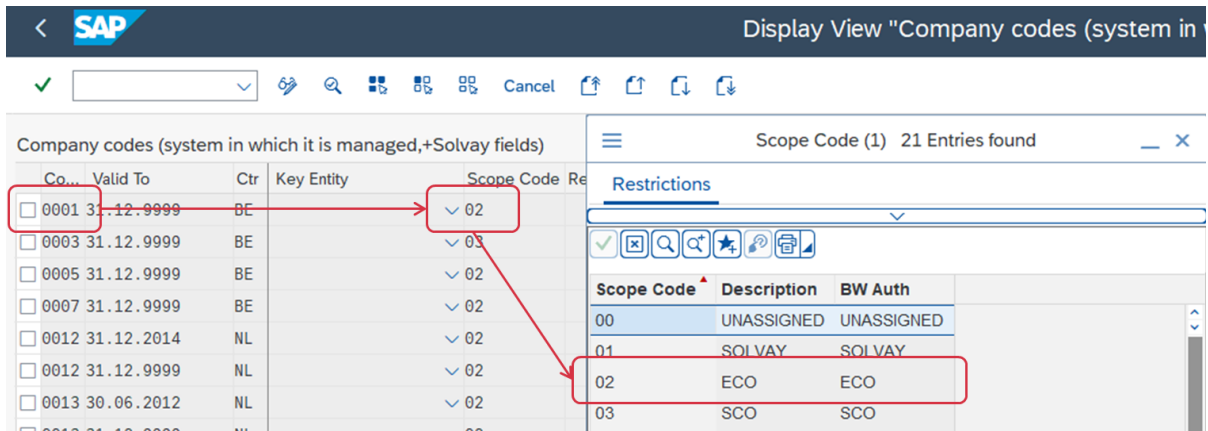 SAP
Display View "Company codes (system in
Cancel
Company codes (system in which it is managed,+Solvay fields)
Co... Valid To Ctr Key Entity Scope Code Re
0001 31.12.9999 BE 02
0003 31.12.9999 BE 03
0005 31.12.9999 BE 02
0007 31.12.9999 BE 02
0012 31.12.2014 NL 02
0012 31.12.9999 NL 02
0013 30.06.2012 NL 02
Scope Code (1) 21 Entries found
Restrictions
Scope Code Description BW Auth
00 UNASSIGNED UNASSIGNED
01 SOLVAY SOLVAY
02 ECO ECO
03 SCO SCO